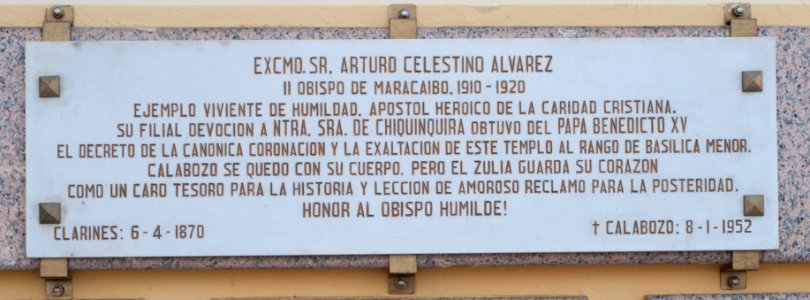 EXCMO. SR. ARTURO CELESTINO ALVAREZ
II OBISPO DE MARACAIBO, 1910 - 1920
EJEMPLO VIVIENTE DE HUMILDAD, APOSTOL HEROICO DE LA CARIDAD CRISTIANA.
SU FILIAL DEVOCION A NTRA. SRA. DE CHIQUINQUIRA OBTUVO DEL PAPA BENEDICTO XV
EL DECRETO DE LA CANONICA CORONACION Y LA EXALTACION DE ESTE TEMPLO AL RANGO DE BASILICA MENOR.
CALABOZO SE QUEDO CON SU CUERPO, PERO EL ZULIA GUARDA SU CORAZON
COMO UN CARO TESORO PARA LA HISTORIA Y LECCION DE AMOROSO RECLAMO PARA LA POSTERIDAD.
HONOR AL OBISPO HUMILDE!
CLARINES: 6 - 4 - 1870 † CALABOZO: 8 - 1 - 1952